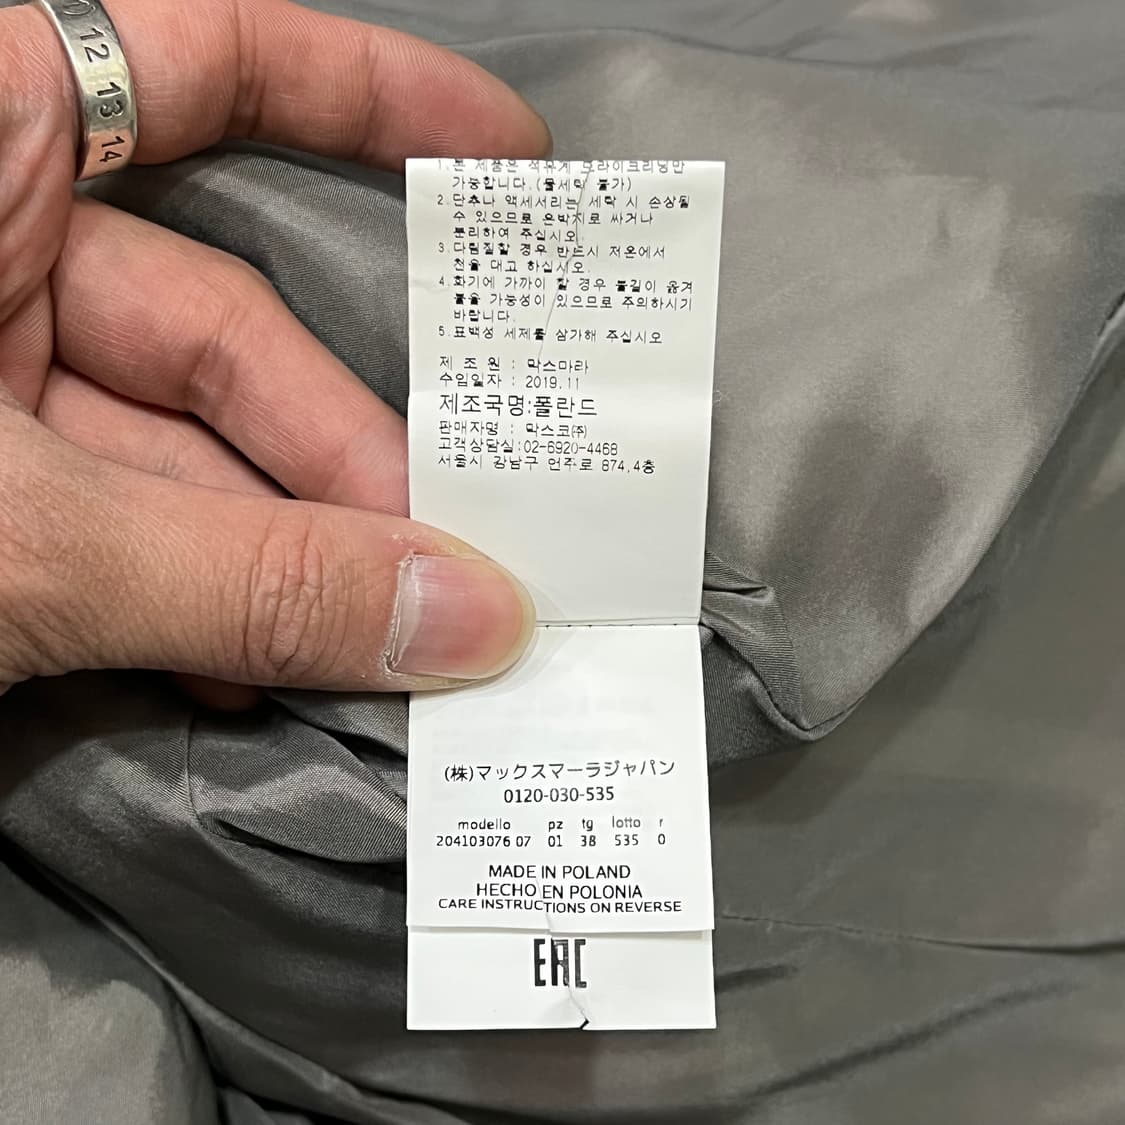 12 13 14
1.본 제품은 석유계 드라이크리닝만
가능합니다.(물세탁 불가)
2.단추나 액세서리는 세탁 시 손상될
수 있으므로 은박지로 싸거나
분리하여 주십시오.
3.다림질할 경우 반드시 저온에서
천을 대고 하십시오.
4.화기에 가까이 할 경우 불길이 옮겨
붙을 가능성이 있으므로 주의하시기
바랍니다.
5.표백성 세제를 삼가해 주십시오
제 조 원 : 막스마라
수입일자 : 2019.11
제조국명:폴란드
판매자명 : 막스코(주)
고객상담실:02-6920-4468
서울시 강남구 언주로 874,4층
(株)マックスマーラジャパン
0120-030-535
modello pz tg lotto r
204103076 07 01 38 535 0
MADE IN POLAND
HECHO EN POLONIA
CARE INSTRUCTIONS ON REVERSE
EAC